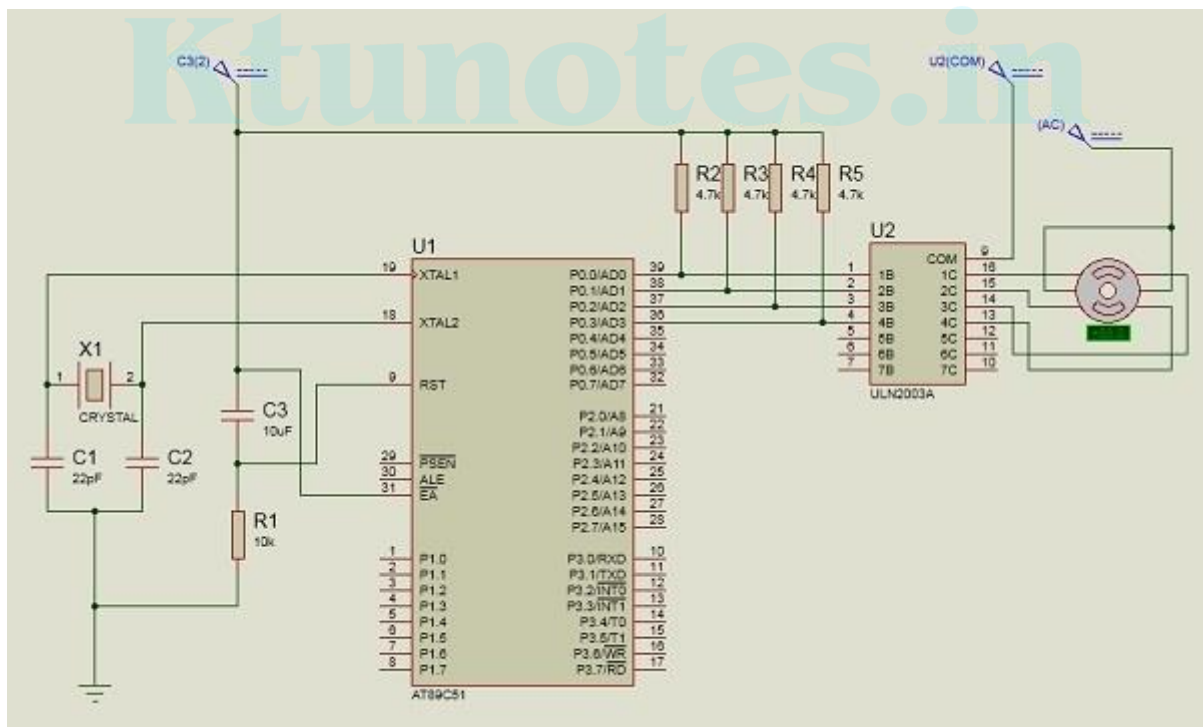 Ktunotes.in
C3(2)
U2(COM)
(AC)
R2
4.7k
R3
4.7k
R4
4.7k
R5
4.7k
U1
U2
19 XTAL1
18 XTAL2
9 RST
29 PSEN
30 ALE
31 EA
1 P1.0
2 P1.1
3 P1.2
4 P1.3
5 P1.4
6 P1.5
7 P1.6
8 P1.7
P0.0/AD0 39
P0.1/AD1 38
P0.2/AD2 37
P0.3/AD3 36
P0.4/AD4 35
P0.5/AD5 34
P0.6/AD6 33
P0.7/AD7 32
P2.0/A8 21
P2.1/A9 22
P2.2/A10 23
P2.3/A11 24
P2.4/A12 25
P2.5/A13 26
P2.6/A14 27
P2.7/A15 28
P3.0/RXD 10
P3.1/TXD 11
P3.2/INT0 12
P3.3/INT1 13
P3.4/T0 14
P3.5/T1 15
P3.6/WR 16
P3.7/RD 17
AT89C51
1 1B
2 2B
3 3B
4 4B
5 5B
6 6B
7 7B
COM 9
1C 16
2C 15
3C 14
4C 13
5C 12
6C 11
7C 10
ULN2003A
X1
1 2
CRYSTAL
C1
22pF
C2
22pF
C3
10uF
R1
10k